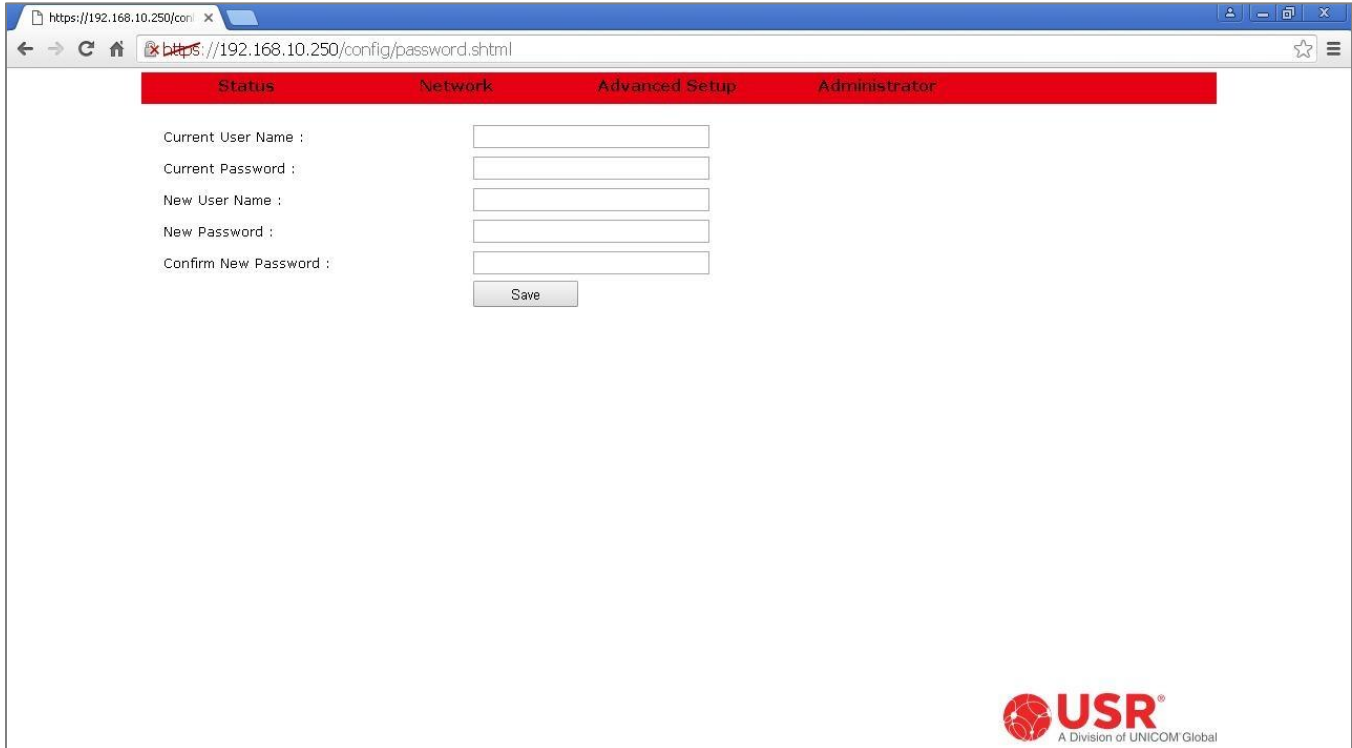 https://192.168.10.250/con
https://192.168.10.250/config/password.shtml
Status Network Advanced Setup Administrator
Current User Name :
Current Password :
New User Name :
New Password :
Confirm New Password :
Save
USR®
A Division of UNICOM Global